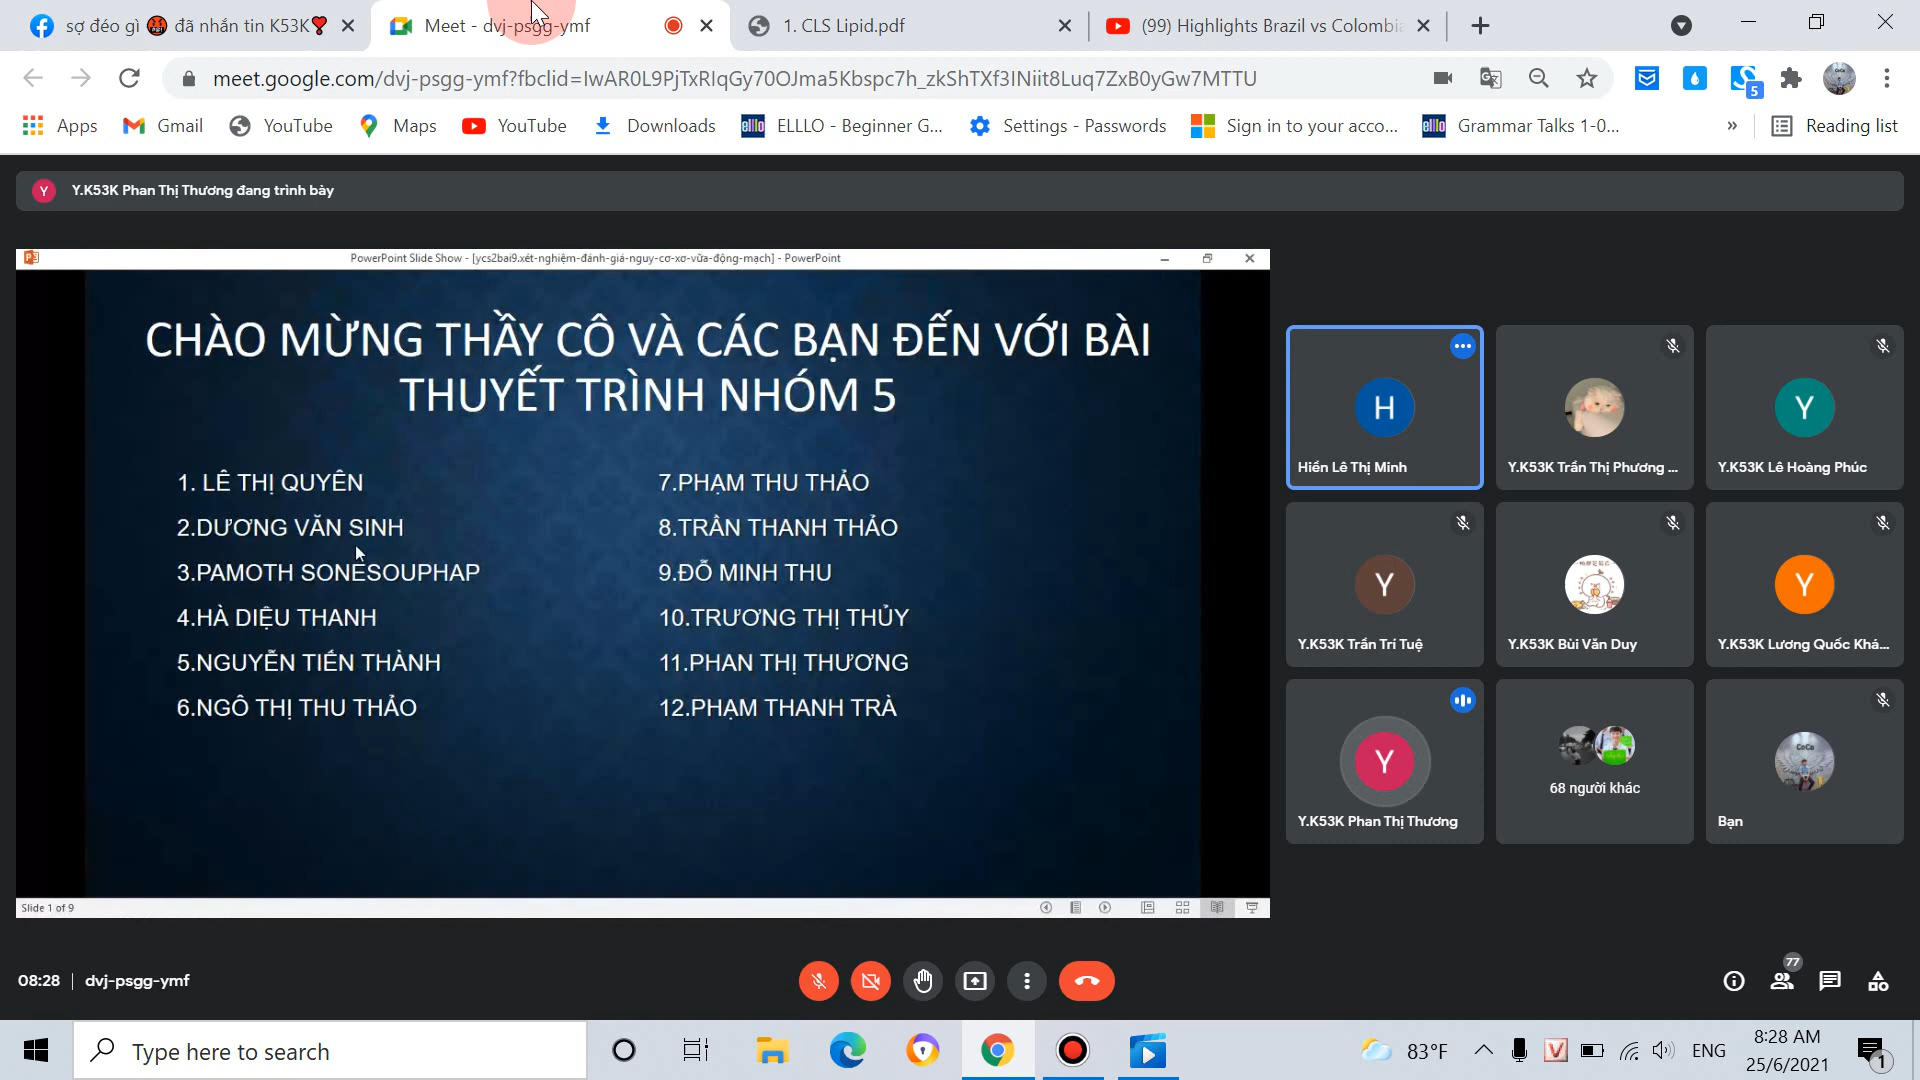 sợ đéo gì 🤬 đã nhắn tin K53K❣
Meet - dvj-psgg-ymf
1. CLS Lipid.pdf
(99) Highlights Brazil vs Colombia
meet.google.com/dvj-psgg-ymf?fbclid=IwAR0L9PjTxRIqGy70OJma5Kbspc7h_zkShTXf3INiit8Luq7ZxB0yGw7MTTU
5
Apps
Gmail
YouTube
Maps
YouTube
Downloads
elllo
ELLLO - Beginner G...
Settings - Passwords
Sign in to your acco...
elllo
Grammar Talks 1-0...
»
Reading list
Y
Y.K53K Phan Thị Thương đang trình bày
PowerPoint Slide Show - [ycs2bai9.xét-nghiệm-đánh-giá-nguy-cơ-xơ-vữa-động-mạch] - PowerPoint
CHÀO MỪNG THẦY CÔ VÀ CÁC BẠN ĐẾN VỚI BÀI
THUYẾT TRÌNH NHÓM 5
1. LÊ THỊ QUYÊN
2.DƯƠNG VĂN SINH
3.PAMOTH SONESOUPHAP
4.HÀ DIỆU THANH
5.NGUYỄN TIẾN THÀNH
6.NGÔ THỊ THU THẢO
7.PHẠM THU THẢO
8.TRẦN THANH THẢO
9.ĐỖ MINH THU
10.TRƯƠNG THỊ THỦY
11.PHAN THỊ THƯƠNG
12.PHẠM THANH TRÀ
Slide 1 of 9
H
Hiền Lê Thị Minh
Y.K53K Trần Thị Phương ...
Y
Y.K53K Lê Hoàng Phúc
Y
Y.K53K Trần Trí Tuệ
Y.K53K Bùi Văn Duy
Y
Y.K53K Lương Quốc Khá...
Y
Y.K53K Phan Thị Thương
68 người khác
CoCo
Bạn
08:28 | dvj-psgg-ymf
77
Type here to search
83°F
ENG
8:28 AM
25/6/2021
1